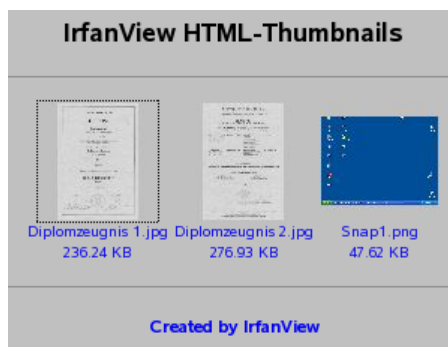 IrfanView HTML-Thumbnails
Diplomzeugnis 1.jpg Diplomzeugnis 2.jpg Snap1.png
236.24 KB 276.93 KB 47.62 KB
Created by IrfanView